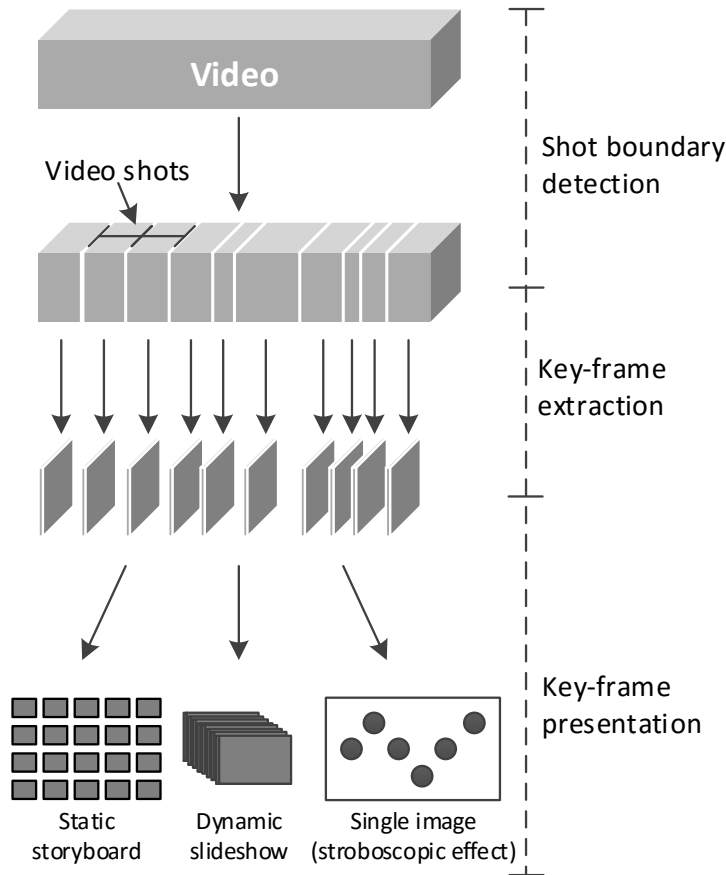 Video
Shot boundary
detection
Video shots
Key-frame
extraction
Key-frame
presentation
Static
storyboard
Dynamic
slideshow
Single image
(stroboscopic effect)